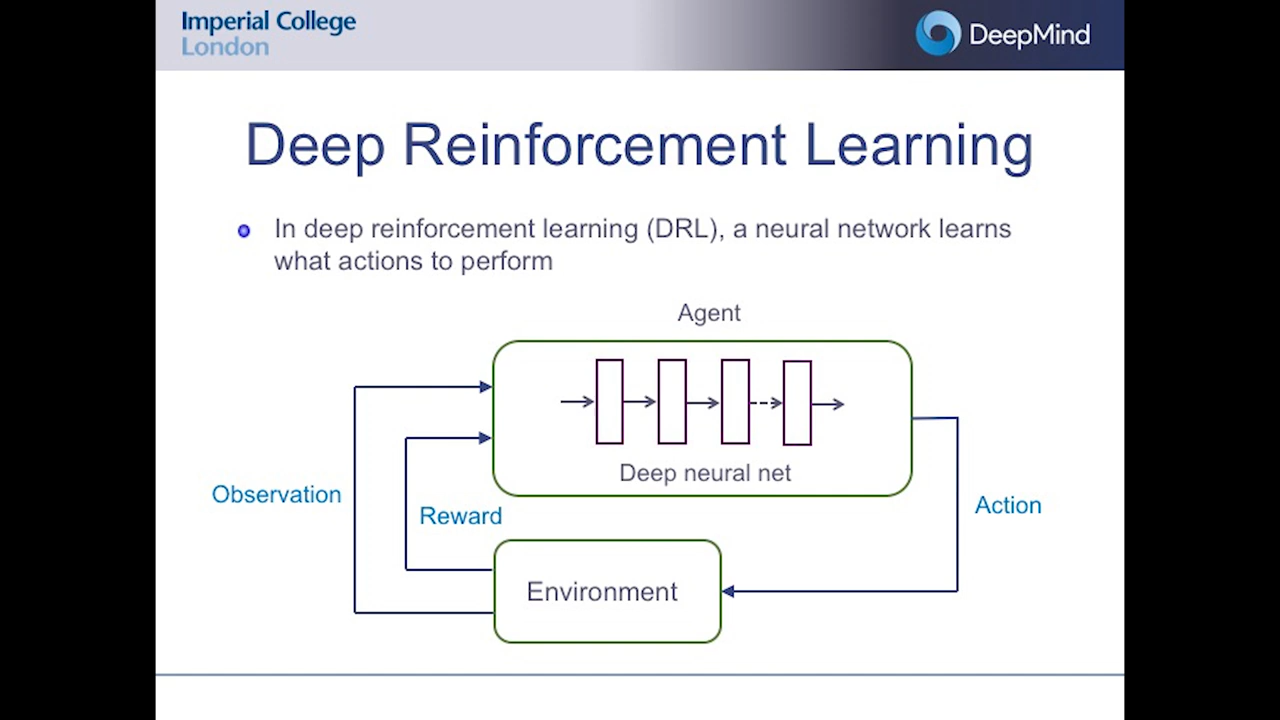 Imperial College
London
DeepMind
Deep Reinforcement Learning
In deep reinforcement learning (DRL), a neural network learns
what actions to perform
Agent
Deep neural net
Observation
Reward
Action
Environment